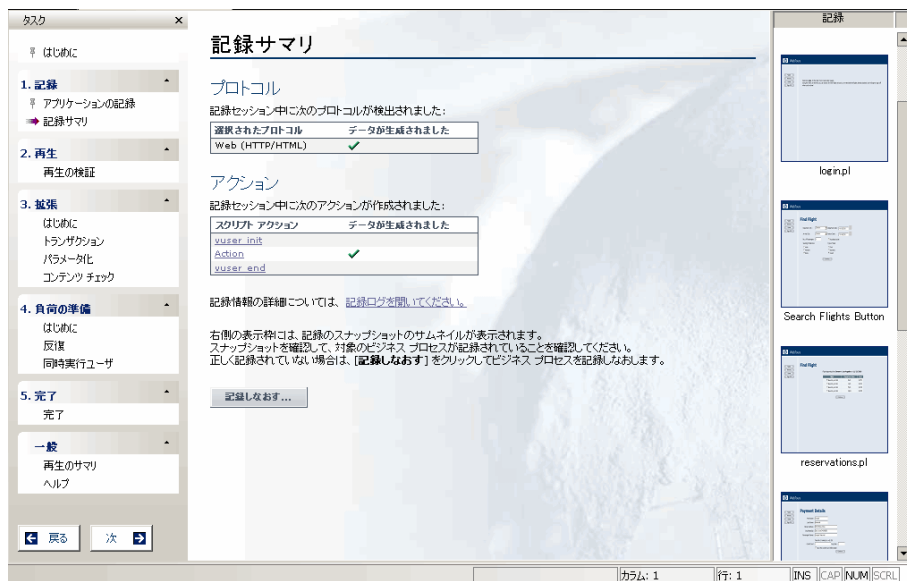 タスク
はじめに
1. 記録
アプリケーションの記録
記録サマリ
2. 再生
再生の検証
3. 拡張
はじめに
トランザクション
パラメータ化
コンテンツ チェック
4. 負荷の準備
はじめに
反復
同時実行ユーザ
5. 完了
完了
一般
再生のサマリ
ヘルプ
戻る
次
記録サマリ
プロトコル
記録セッション中に次のプロトコルが検出されました:
選択されたプロトコル データが生成されました
Web (HTTP/HTML)
アクション
記録セッション中に次のアクションが作成されました:
スクリプト アクション データが生成されました
vuser_init
Action
vuser_end
記録情報の詳細については、記録ログを開いてください。
右側の表示枠には、記録のスナップショットのサムネイルが表示されます。
スナップショットを確認して、対象のビジネス プロセスが記録されていることを確認してください。
正しく記録されていない場合は、[記録しなおす] をクリックしてビジネス プロセスを記録しなおします。
記録しなおす...
記録
login.pl
Find Flight
Search Flights Button
Find Flight
reservations.pl
Payment Details
カラム: 1
行: 1
INS
CAP
NUM
SCRL